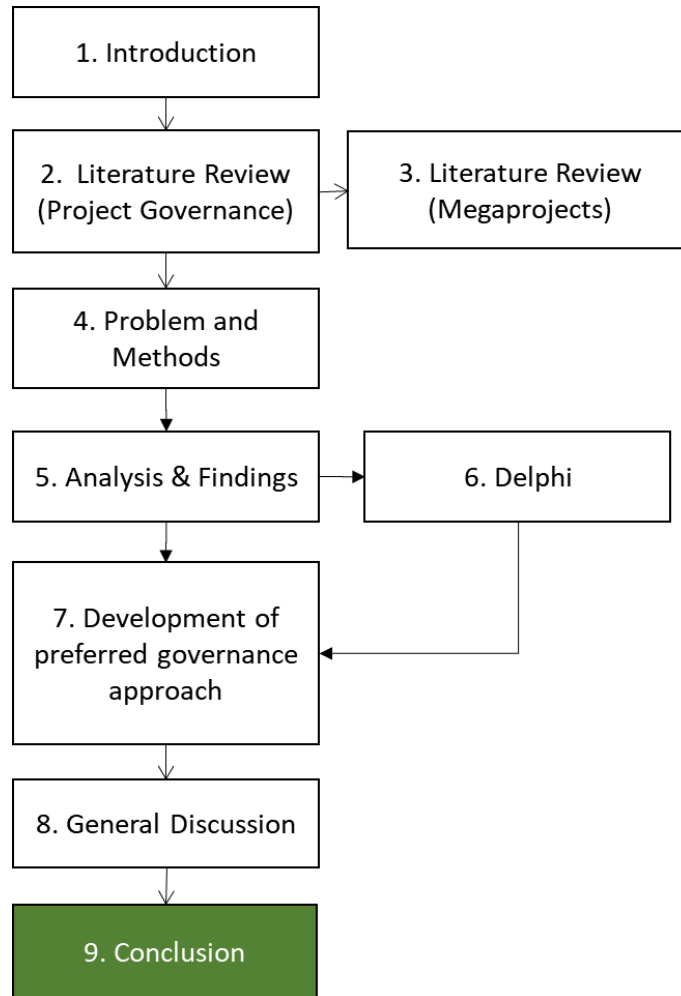 1. Introduction
2. Literature Review
(Project Governance)
3. Literature Review
(Megaprojects)
4. Problem and
Methods
5. Analysis & Findings
6. Delphi
7. Development of
preferred governance
approach
8. General Discussion
9. Conclusion